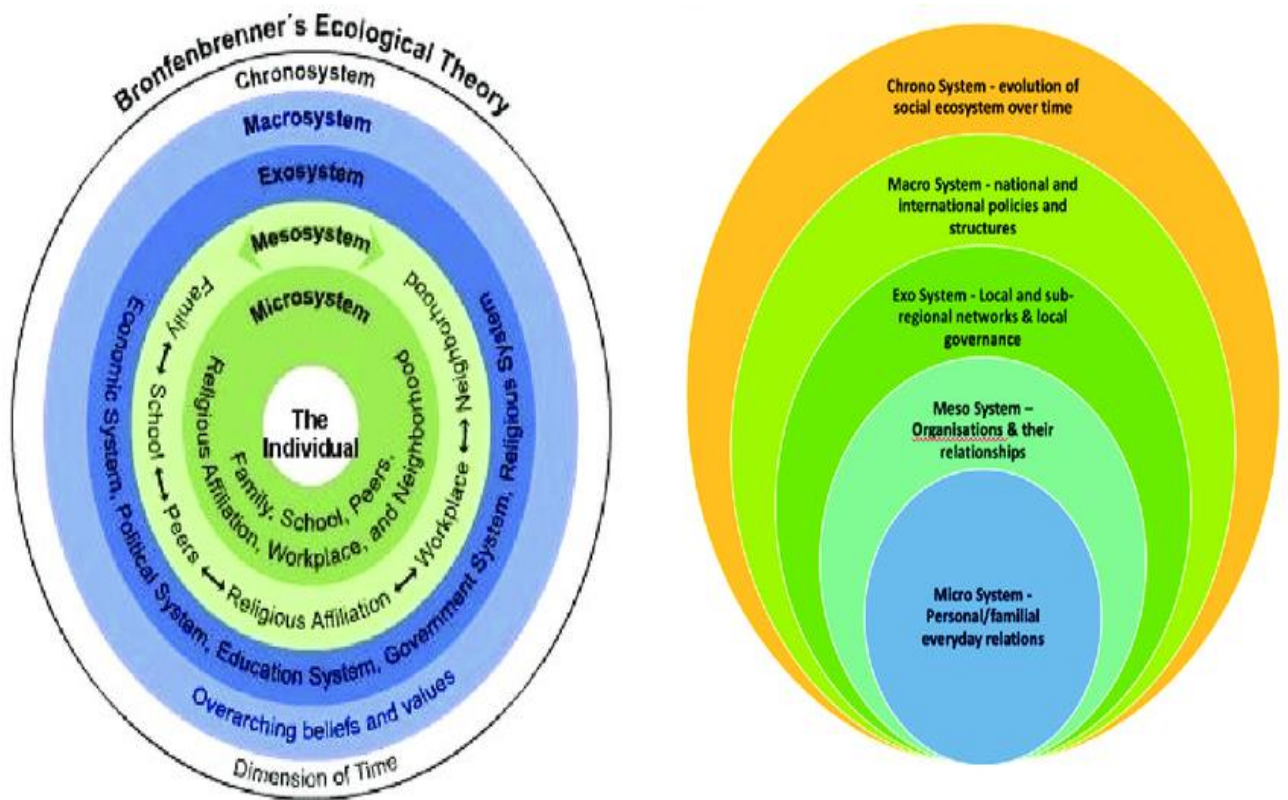 Bronfenbrenner´s Ecological Theory
Chronosystem
Macrosystem
Exosystem
Mesosystem
Microsystem
The
Individual
Family, School, Peers,
Religious Affiliation, Workplace, and Neighborhood
Family ↔ School ↔ Peers ↔ Religious Affiliation ↔ Workplace ↔ Neighborhood
Economic System, Political System, Education System, Government System, Religious System
Overarching beliefs and values
Dimension of Time
Chrono System - evolution of
social ecosystem over time
Macro System - national and
international policies and
structures
Exo System - Local and sub-
regional networks & local
governance
Meso System –
Organisations & their
relationships
Micro System -
Personal/familial
everyday relations